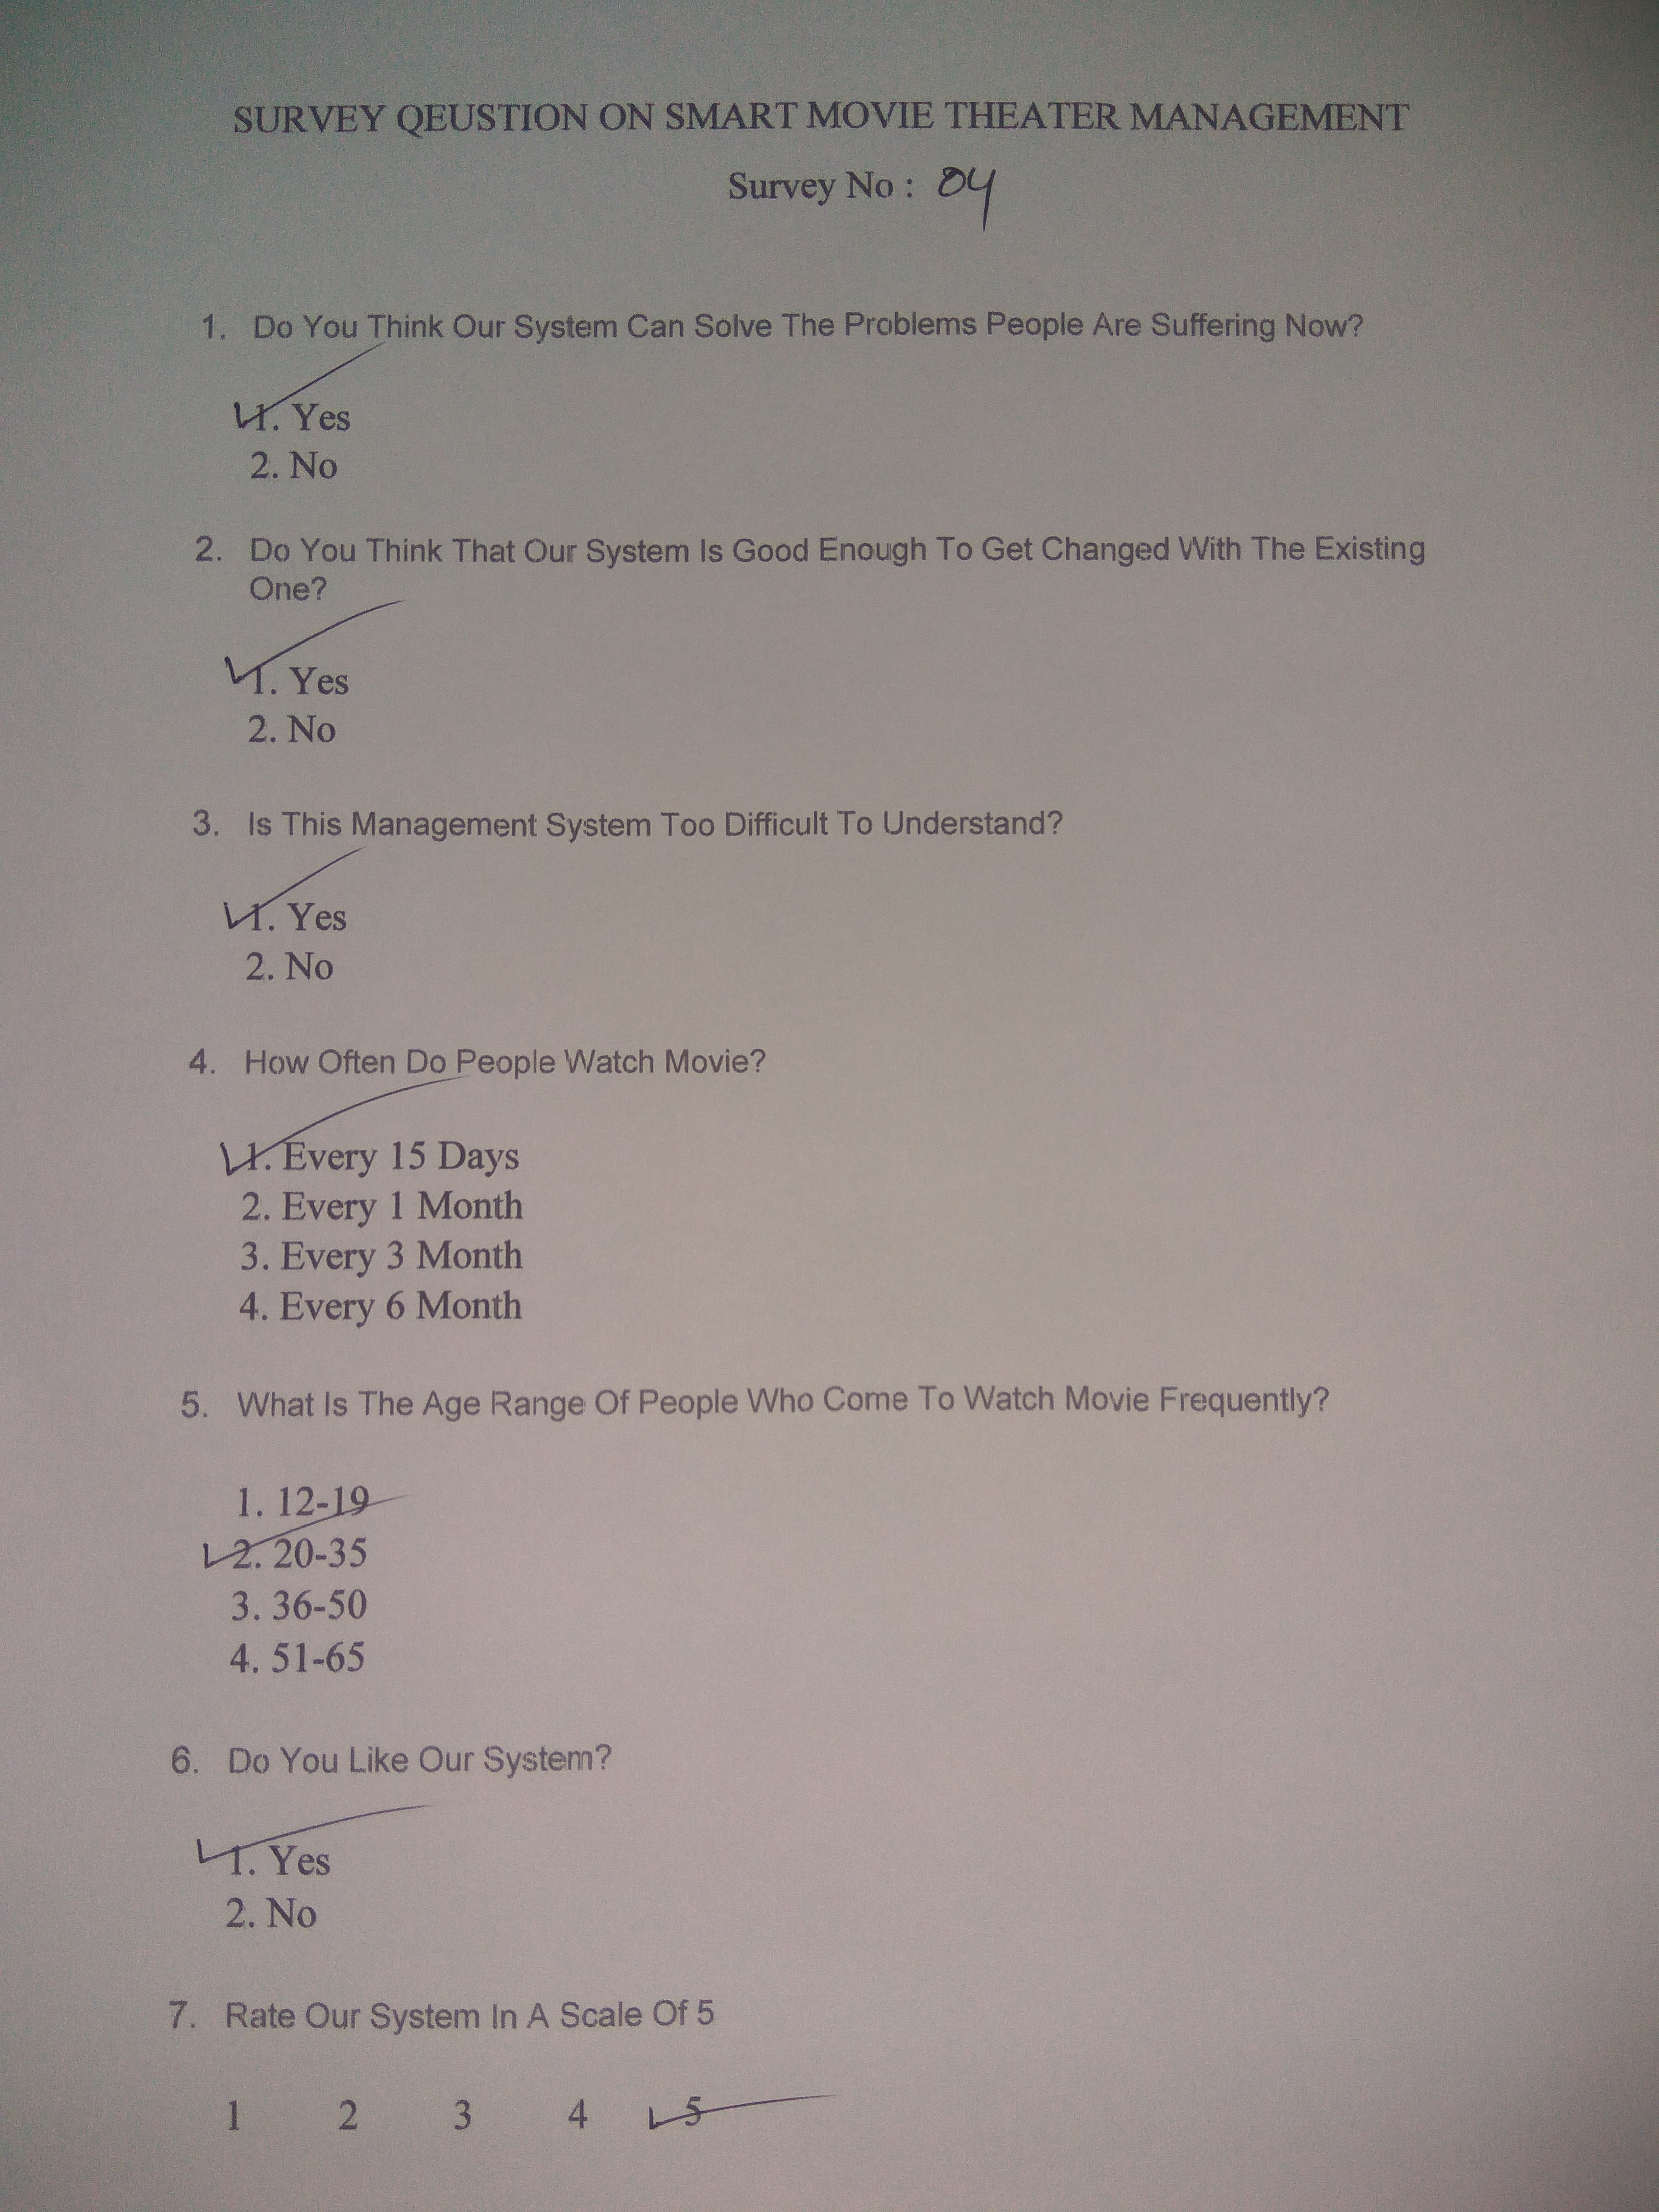 SURVEY QEUSTION ON SMART MOVIE THEATER MANAGEMENT
Survey No : 04
1. Do You Think Our System Can Solve The Problems People Are Suffering Now?
1. Yes
2. No
2. Do You Think That Our System Is Good Enough To Get Changed With The Existing
One?
1. Yes
2. No
3. Is This Management System Too Difficult To Understand?
1. Yes
2. No
4. How Often Do People Watch Movie?
1. Every 15 Days
2. Every 1 Month
3. Every 3 Month
4. Every 6 Month
5. What Is The Age Range Of People Who Come To Watch Movie Frequently?
1. 12-19
2. 20-35
3. 36-50
4. 51-65
6. Do You Like Our System?
1. Yes
2. No
7. Rate Our System In A Scale Of 5
1 2 3 4 5